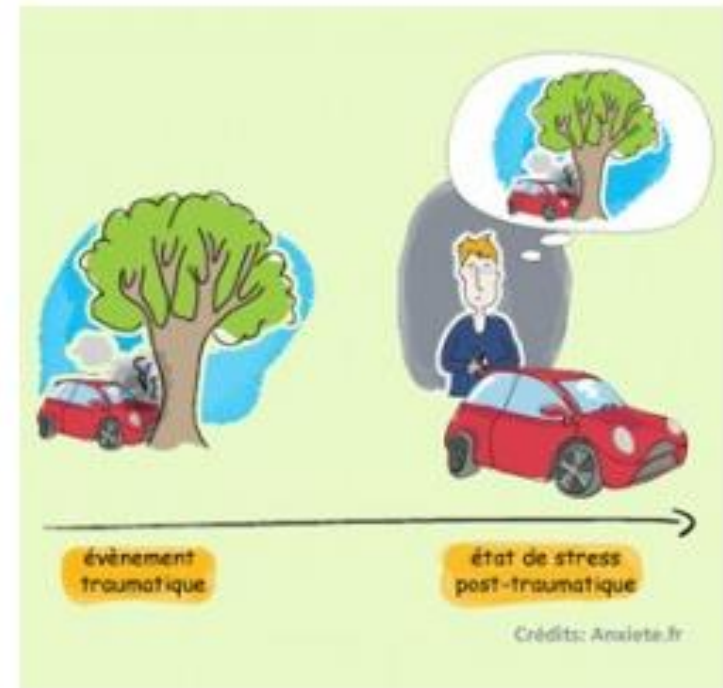 évènement
traumatique
état de stress
post-traumatique
Crédits: Anxiete.fr